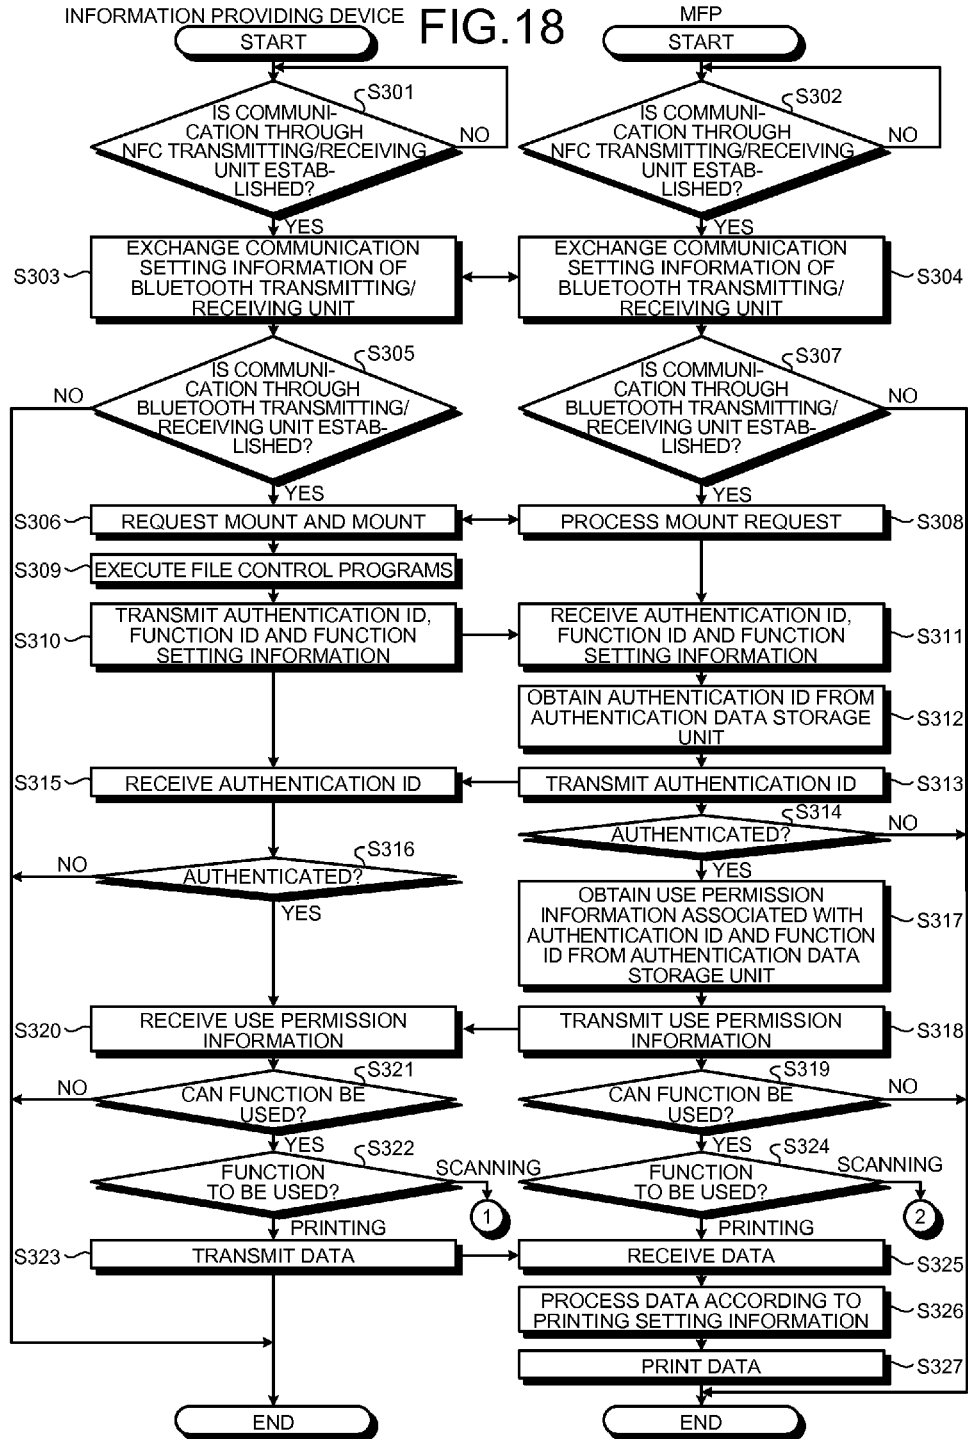 INFORMATION PROVIDING DEVICE
FIG.18
MFP
START
START
S301
IS COMMUNI-
CATION THROUGH
NFC TRANSMITTING/RECEIVING
UNIT ESTAB-
LISHED?
NO
YES
S302
IS COMMUNI-
CATION THROUGH
NFC TRANSMITTING/RECEIVING
UNIT ESTAB-
LISHED?
NO
YES
S303
EXCHANGE COMMUNICATION
SETTING INFORMATION OF
BLUETOOTH TRANSMITTING/
RECEIVING UNIT
EXCHANGE COMMUNICATION
SETTING INFORMATION OF
BLUETOOTH TRANSMITTING/
RECEIVING UNIT
S304
S305
NO
IS COMMUNI-
CATION THROUGH
BLUETOOTH TRANSMITTING/
RECEIVING UNIT ESTAB-
LISHED?
YES
S307
IS COMMUNI-
CATION THROUGH
BLUETOOTH TRANSMITTING/
RECEIVING UNIT ESTAB-
LISHED?
NO
YES
S306
REQUEST MOUNT AND MOUNT
PROCESS MOUNT REQUEST
S308
S309
EXECUTE FILE CONTROL PROGRAMS
S310
TRANSMIT AUTHENTICATION ID,
FUNCTION ID AND FUNCTION
SETTING INFORMATION
RECEIVE AUTHENTICATION ID,
FUNCTION ID AND FUNCTION
SETTING INFORMATION
S311
OBTAIN AUTHENTICATION ID FROM
AUTHENTICATION DATA STORAGE
UNIT
S312
S315
RECEIVE AUTHENTICATION ID
TRANSMIT AUTHENTICATION ID
S313
S314
AUTHENTICATED?
NO
YES
S316
NO
AUTHENTICATED?
YES
OBTAIN USE PERMISSION
INFORMATION ASSOCIATED WITH
AUTHENTICATION ID AND FUNCTION
ID FROM AUTHENTICATION DATA
STORAGE UNIT
S317
S320
RECEIVE USE PERMISSION
INFORMATION
TRANSMIT USE PERMISSION
INFORMATION
S318
S321
NO
CAN FUNCTION BE
USED?
YES
S319
CAN FUNCTION BE
USED?
NO
YES
S322
FUNCTION
TO BE USED?
SCANNING
1
PRINTING
S324
FUNCTION
TO BE USED?
SCANNING
2
PRINTING
S323
TRANSMIT DATA
RECEIVE DATA
S325
PROCESS DATA ACCORDING TO
PRINTING SETTING INFORMATION
S326
PRINT DATA
S327
END
END